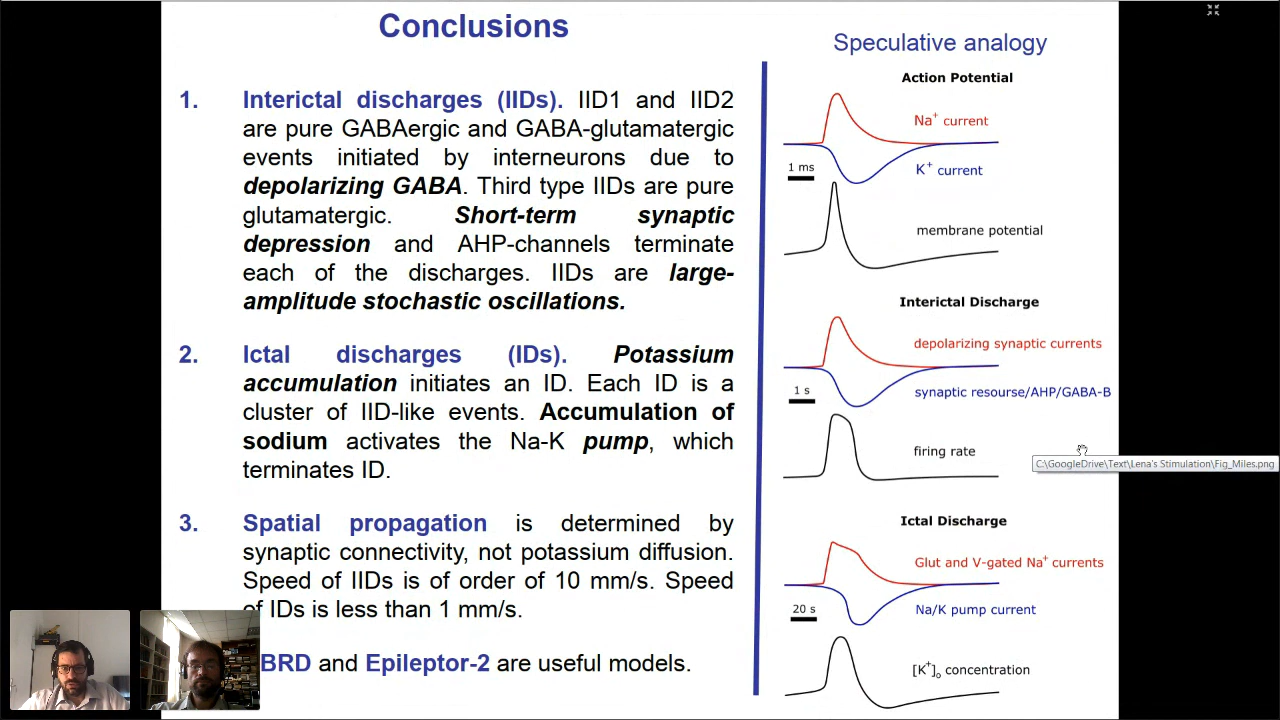 Conclusions
1. Interictal discharges (IIDs). IID1 and IID2
are pure GABAergic and GABA-glutamatergic
events initiated by interneurons due to
depolarizing GABA. Third type IIDs are pure
glutamatergic. Short-term synaptic
depression and AHP-channels terminate
each of the discharges. IIDs are large-
amplitude stochastic oscillations.
2. Ictal discharges (IDs). Potassium
accumulation initiates an ID. Each ID is a
cluster of IID-like events. Accumulation of
sodium activates the Na-K pump, which
terminates ID.
3. Spatial propagation is determined by
synaptic connectivity, not potassium diffusion.
Speed of IIDs is of order of 10 mm/s. Speed
of IDs is less than 1 mm/s.
BRD and Epileptor-2 are useful models.
Speculative analogy
Action Potential
Na⁺ current
1 ms
K⁺ current
membrane potential
Interictal Discharge
depolarizing synaptic currents
1 s
synaptic resourse/AHP/GABA-B
firing rate
C:\GoogleDrive\Text\Lena's Stimulation\Fig_Miles.png
Ictal Discharge
Glut and V-gated Na⁺ currents
20 s
Na/K pump current
[K⁺]ₒ concentration